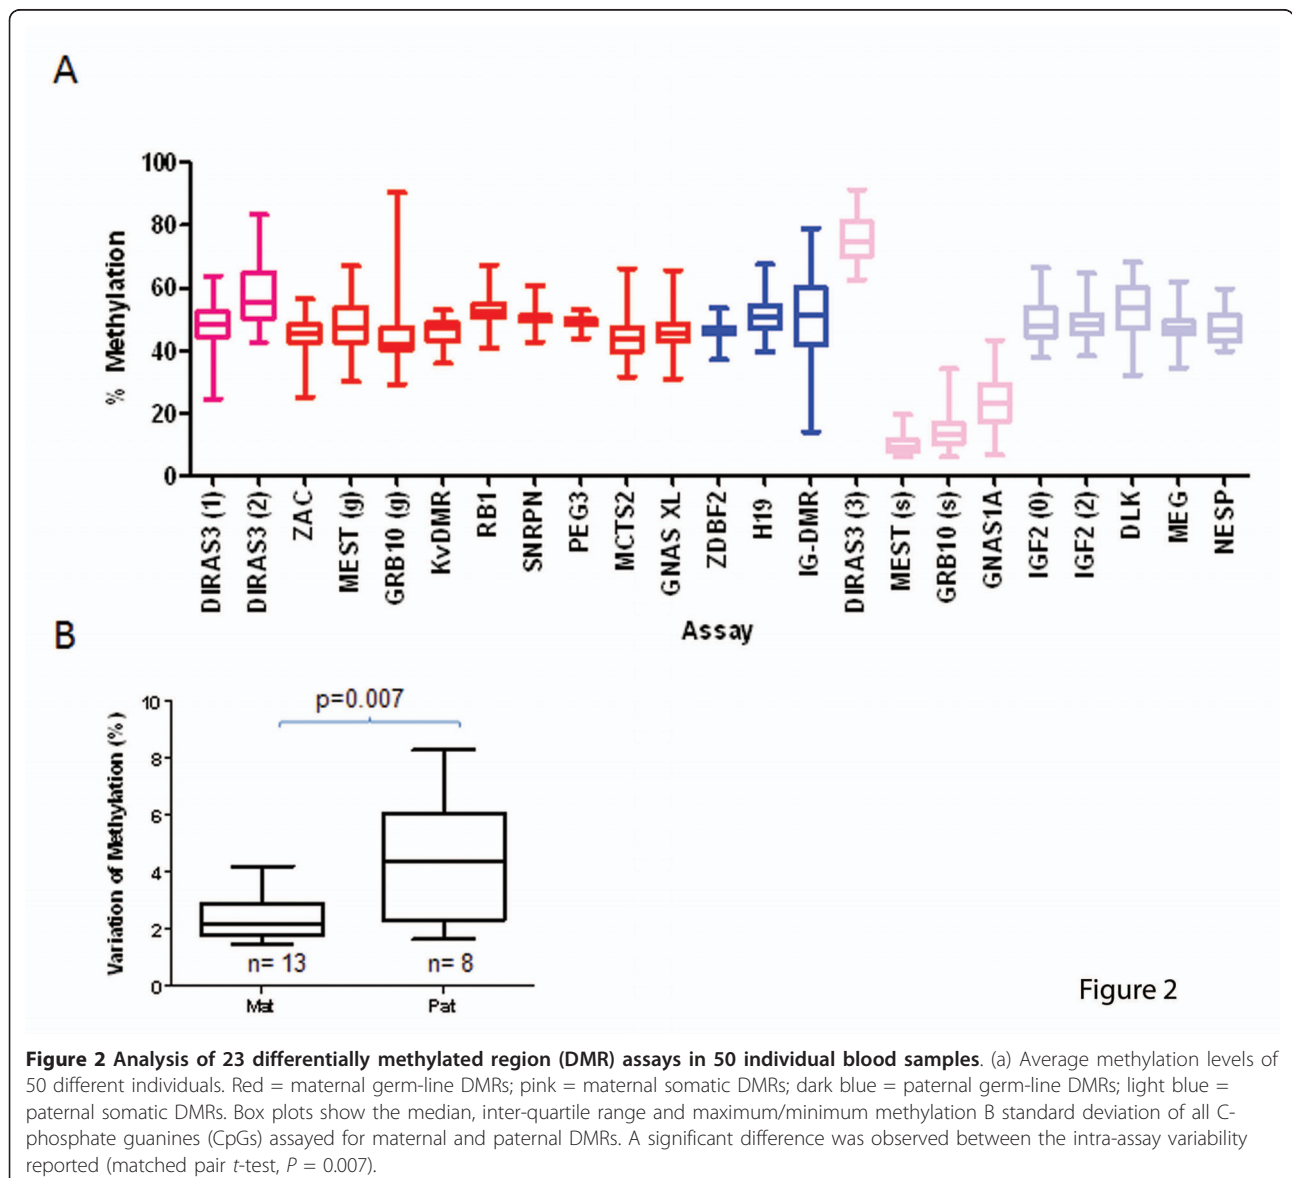 A
% Methylation
100
80
60
40
20
0
DIRAS3 (1)
DIRAS3 (2)
ZAC
MEST (g)
GRB10 (g)
KvDMR
RB1
SNRPN
PEG3
MCTS2
GNAS XL
ZDBF2
H19
IG-DMR
DIRAS3 (3)
MEST (s)
GRB10 (s)
GNAS1A
IGF2 (0)
IGF2 (2)
DLK
MEG
NESP
Assay
B
Variation of Methylation (%)
10
8
6
4
2
0
p=0.007
n= 13
n= 8
Mat
Pat
Figure 2
Figure 2 Analysis of 23 differentially methylated region (DMR) assays in 50 individual blood samples. (a) Average methylation levels of
50 different individuals. Red = maternal germ-line DMRs; pink = maternal somatic DMRs; dark blue = paternal germ-line DMRs; light blue =
paternal somatic DMRs. Box plots show the median, inter-quartile range and maximum/minimum methylation B standard deviation of all C-
phosphate guanines (CpGs) assayed for maternal and paternal DMRs. A significant difference was observed between the intra-assay variability
reported (matched pair t-test, P = 0.007).